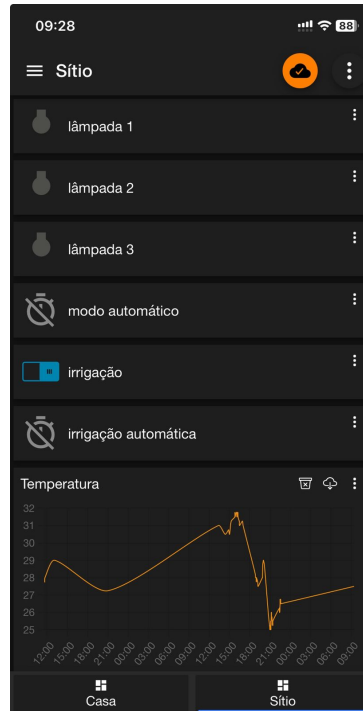 09:28
88
Sítio
lâmpada 1
lâmpada 2
lâmpada 3
modo automático
irrigação
irrigação automática
Temperatura
32
31
30
29
28
27
26
25
12:00 15:00 18:00 21:00 00:00 03:00 06:00 09:00 12:00 15:00 18:00 21:00 00:00 03:00 06:00 09:00
Casa
Sítio